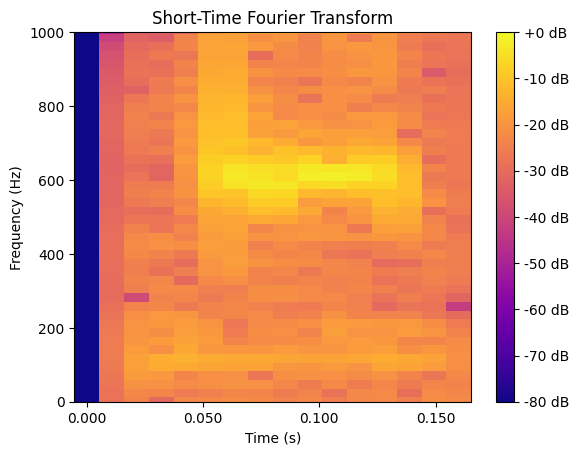 Short-Time Fourier Transform
1000
800
600
400
200
0
Frequency (Hz)
0.000
0.050
0.100
0.150
Time (s)
+0 dB
-10 dB
-20 dB
-30 dB
-40 dB
-50 dB
-60 dB
-70 dB
-80 dB